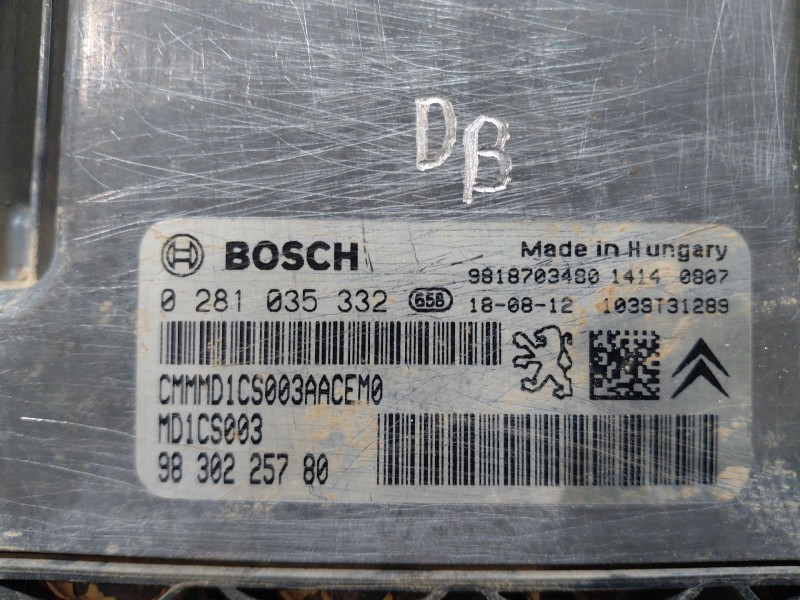 DB
BOSCH
Made in Hungary
9818703480 1414 0807
0 281 035 332 658 18-08-12 1039T31289
CMMMD1CS003AACEM0
MD1CS003
98 302 257 80